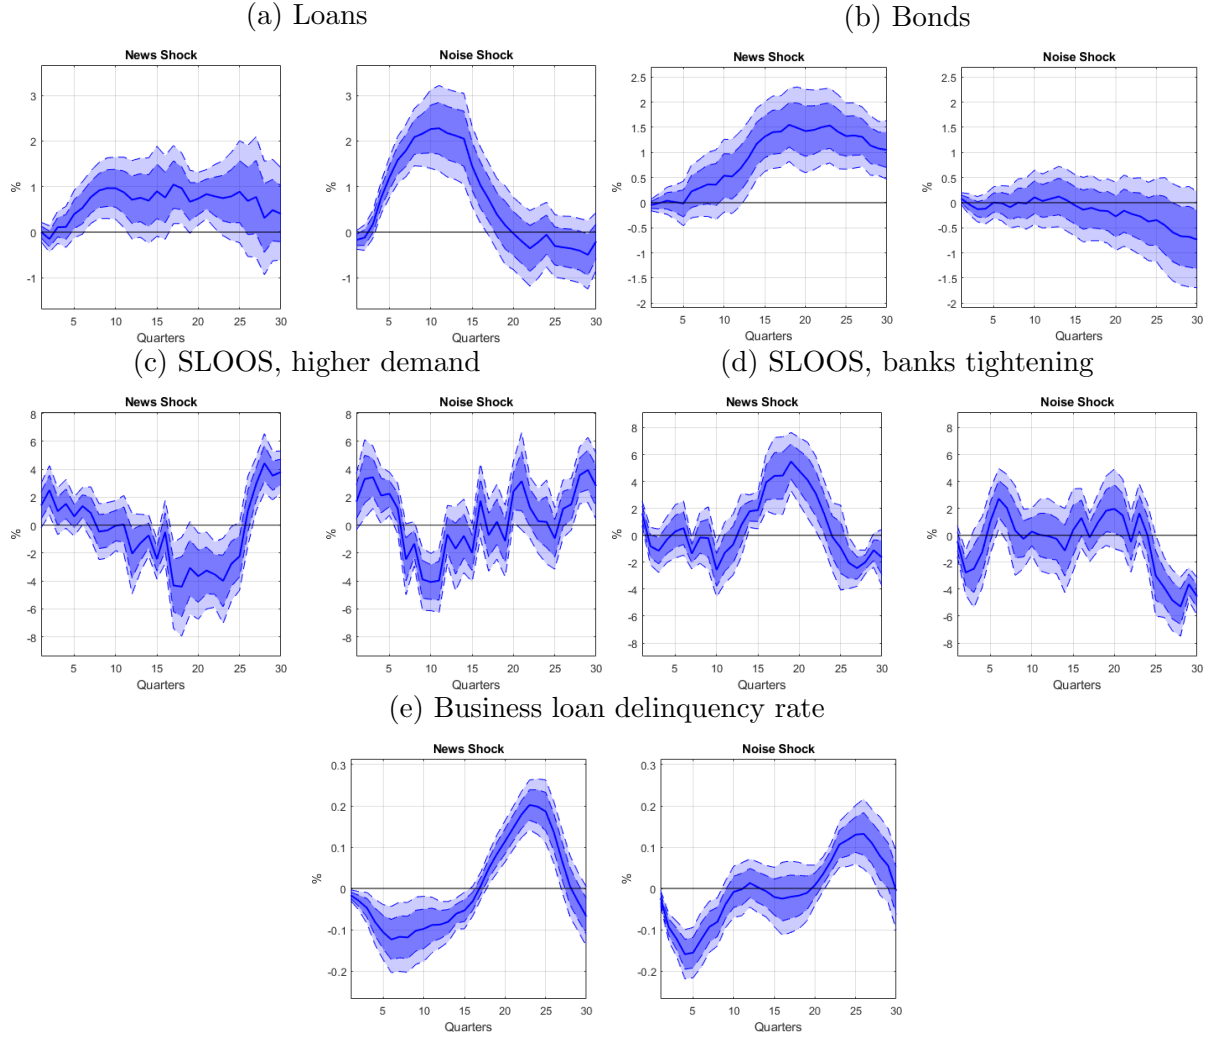 (a) Loans
(b) Bonds
News Shock
Noise Shock
News Shock
Noise Shock
%
3
2
1
0
-1
5 10 15 20 25 30
Quarters
%
3
2
1
0
-1
5 10 15 20 25 30
Quarters
%
2.5
2
1.5
1
0.5
0
-0.5
-1
-1.5
-2
5 10 15 20 25 30
Quarters
%
2.5
2
1.5
1
0.5
0
-0.5
-1
-1.5
-2
5 10 15 20 25 30
Quarters
(c) SLOOS, higher demand
(d) SLOOS, banks tightening
News Shock
Noise Shock
News Shock
Noise Shock
%
8
6
4
2
0
-2
-4
-6
-8
5 10 15 20 25 30
Quarters
%
8
6
4
2
0
-2
-4
-6
-8
5 10 15 20 25 30
Quarters
%
8
6
4
2
0
-2
-4
-6
-8
5 10 15 20 25 30
Quarters
%
8
6
4
2
0
-2
-4
-6
-8
5 10 15 20 25 30
Quarters
(e) Business loan delinquency rate
News Shock
Noise Shock
%
0.3
0.2
0.1
0
-0.1
-0.2
5 10 15 20 25 30
Quarters
%
0.3
0.2
0.1
0
-0.1
-0.2
5 10 15 20 25 30
Quarters